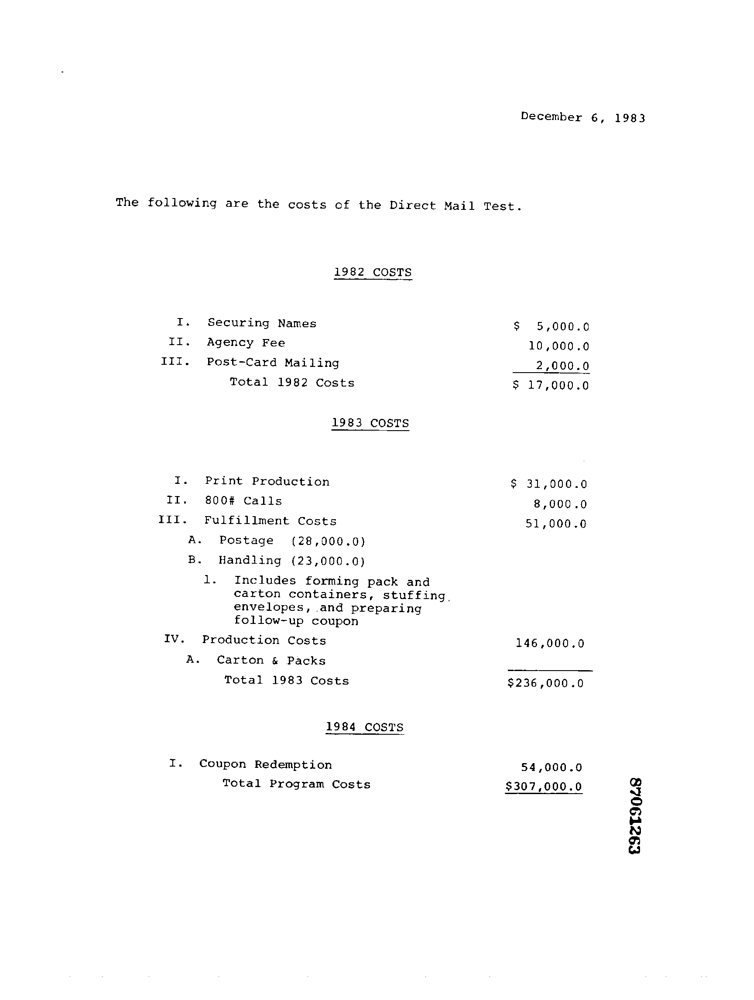 December 6, 1983
The following are the costs of the Direct Mail Test.
1982 COSTS
I. Securing Names $ 5,000.0
II. Agency Fee 10,000.0
III. Post-Card Mailing 2,000.0
Total 1982 Costs $ 17,000.0
1983 COSTS
I. Print Production $ 31,000.0
II. 800# Calls 8,000.0
III. Fulfillment Costs 51,000.0
A. Postage (28,000.0)
B. Handling (23,000.0)
1. Includes forming pack and
carton containers, stuffing
envelopes, and preparing
follow-up coupon
IV. Production Costs 146,000.0
A. Carton & Packs
Total 1983 Costs $236,000.0
1984 COSTS
I. Coupon Redemption 54,000.0
Total Program Costs $307,000.0
87061263